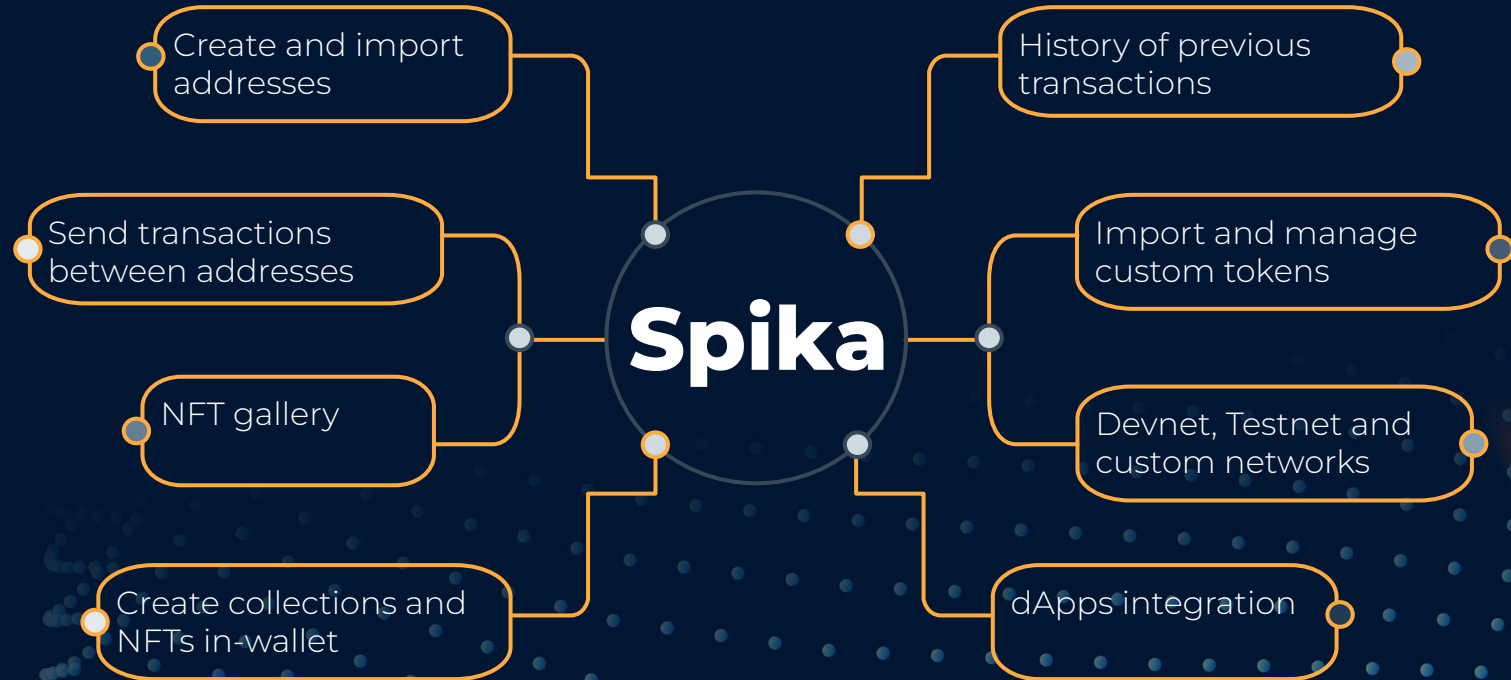 Create and import
addresses
History of previous
transactions
Send transactions
between addresses
Import and manage
custom tokens
Spika
NFT gallery
Devnet, Testnet and
custom networks
Create collections and
NFTs in-wallet
dApps integration